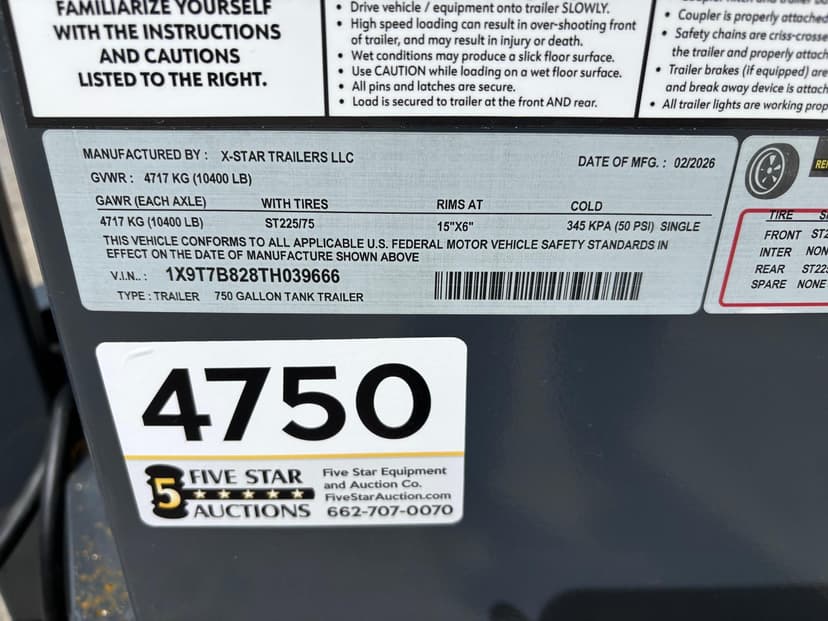 FAMILIARIZE YOURSELF
WITH THE INSTRUCTIONS
AND CAUTIONS
LISTED TO THE RIGHT.
• Drive vehicle / equipment onto trailer SLOWLY.
• High speed loading can result in over-shooting front
of trailer, and may result in injury or death.
• Wet conditions may produce a slick floor surface.
• Use CAUTION while loading on a wet floor surface.
• All pins and latches are secure.
• Load is secured to trailer at the front AND rear.
• Coupler is properly attached
• Safety chains are criss-crosse
the trailer and properly attach
• Trailer brakes (if equipped) are
and break away device is attach
• All trailer lights are working prop
MANUFACTURED BY : X-STAR TRAILERS LLC
DATE OF MFG. : 02/2026
GVWR : 4717 KG (10400 LB)
GAWR (EACH AXLE) WITH TIRES RIMS AT COLD
4717 KG (10400 LB) ST225/75 15"X6" 345 KPA (50 PSI) SINGLE
THIS VEHICLE CONFORMS TO ALL APPLICABLE U.S. FEDERAL MOTOR VEHICLE SAFETY STANDARDS IN
EFFECT ON THE DATE OF MANUFACTURE SHOWN ABOVE
V.I.N. : 1X9T7B828TH039666
TYPE : TRAILER 750 GALLON TANK TRAILER
TIRE
FRONT ST2
INTER NON
REAR ST225
SPARE NONE
4750
5 FIVE STAR
AUCTIONS
Five Star Equipment
and Auction Co.
FiveStarAuction.com
662-707-0070